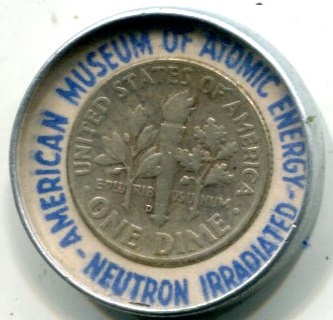 AMERICAN MUSEUM OF ATOMIC ENERGY
- NEUTRON IRRADIATED -
UNITED STATES OF AMERICA
E PLURIBUS UNUM
D
· ONE DIME ·